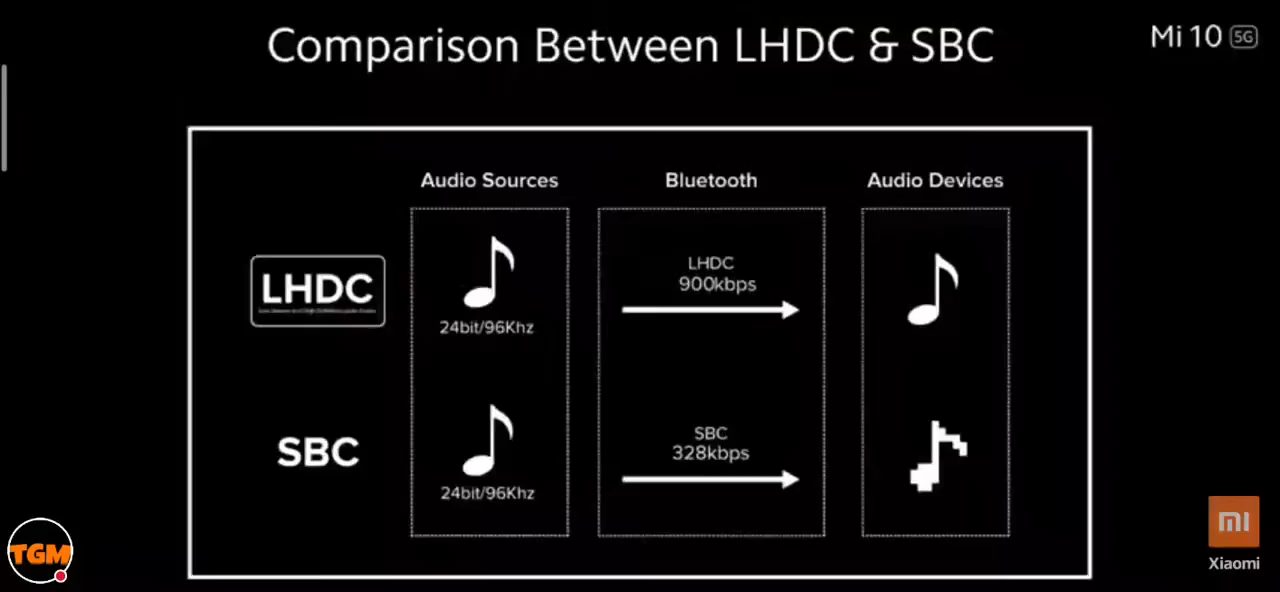 Comparison Between LHDC & SBC
Mi 10 5G
Audio Sources
Bluetooth
Audio Devices
LHDC
24bit/96Khz
LHDC
900kbps
SBC
24bit/96Khz
SBC
328kbps
TGM
mi
Xiaomi